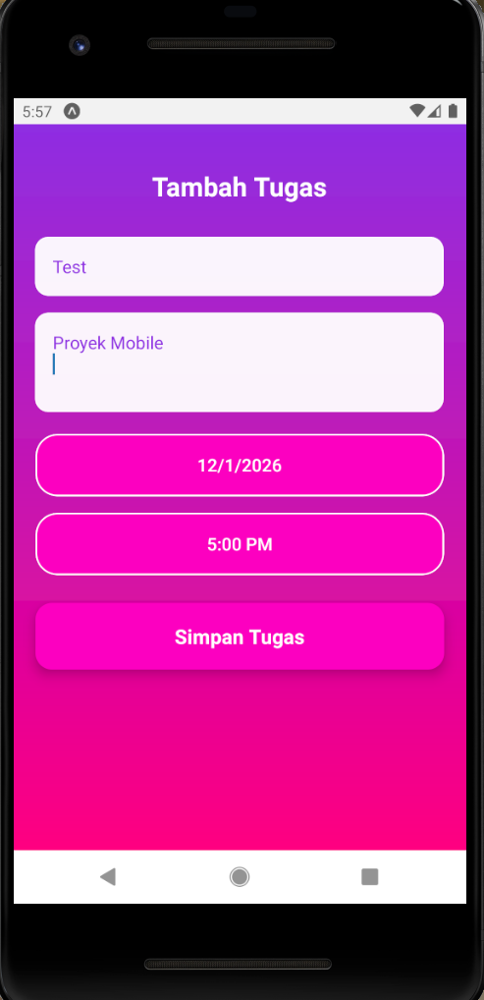 5:57
Tambah Tugas
Test
Proyek Mobile
12/1/2026
5:00 PM
Simpan Tugas